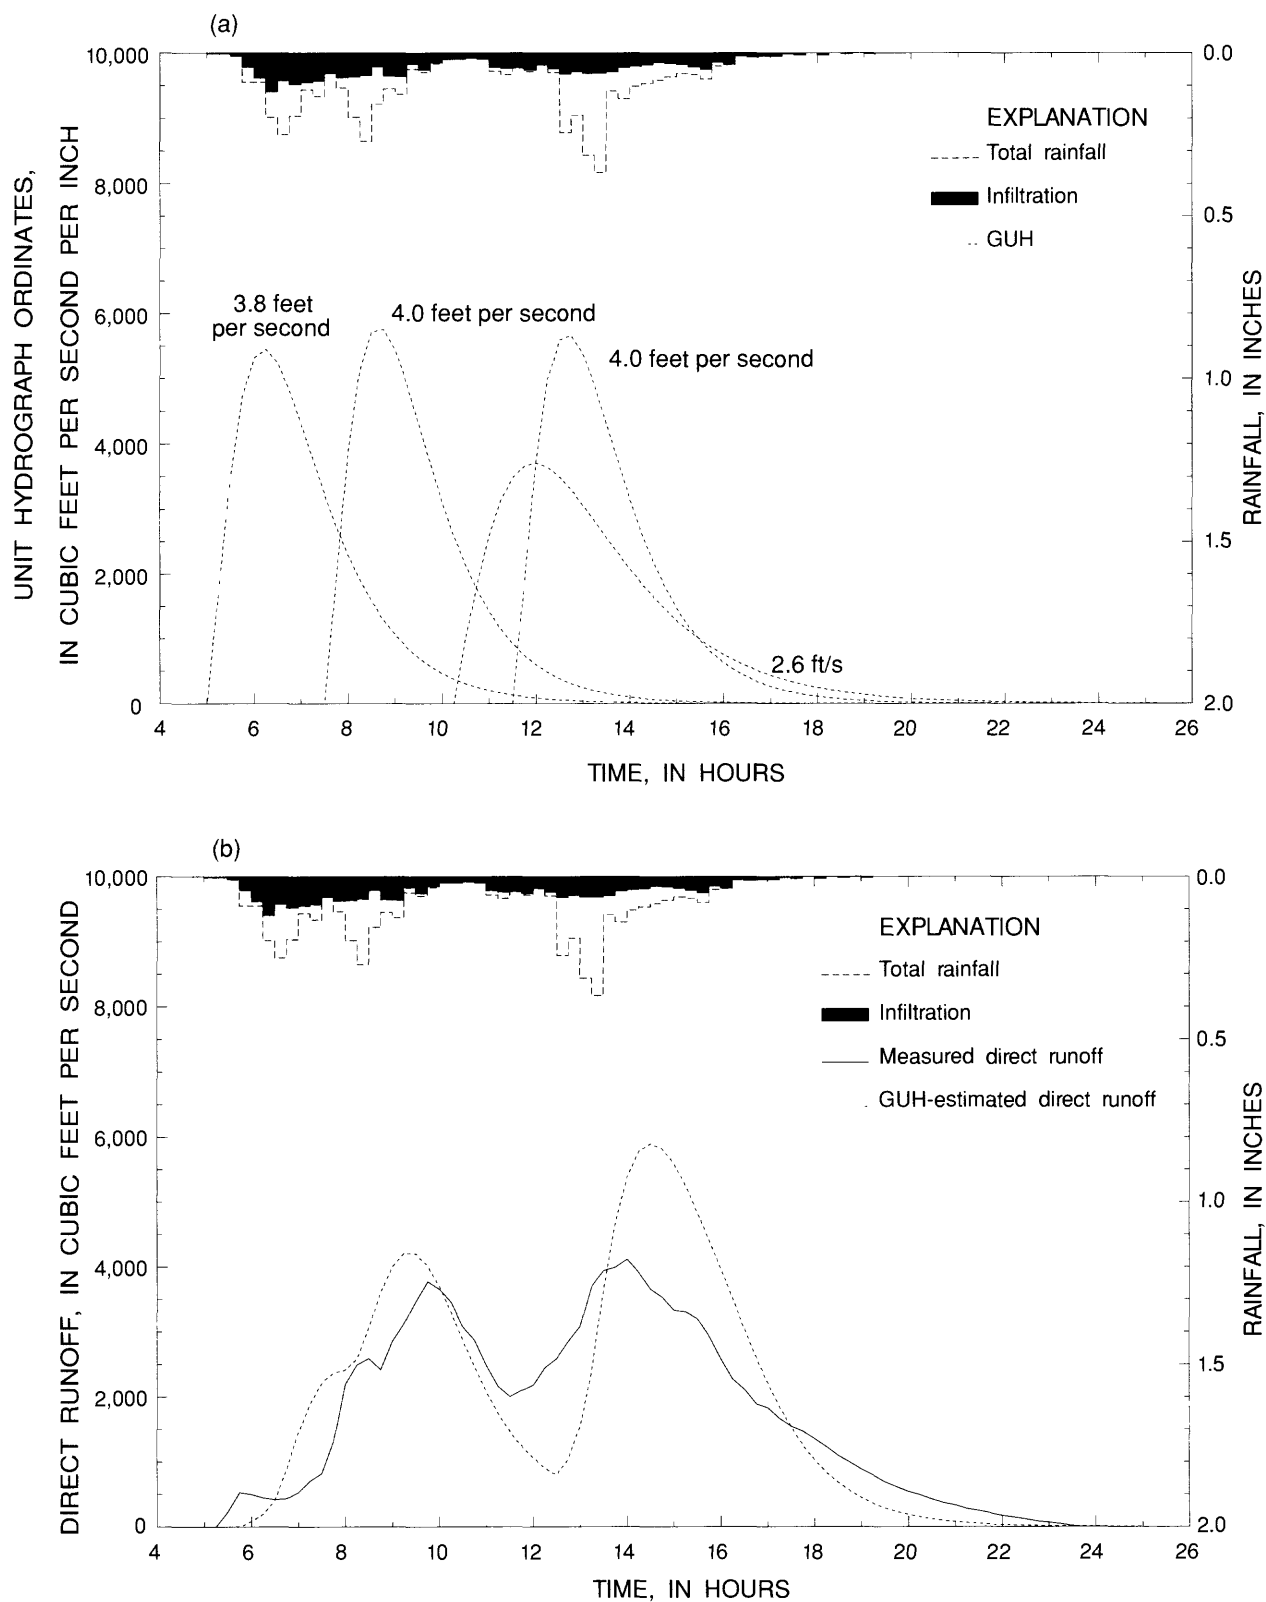 (a)
UNIT HYDROGRAPH ORDINATES,
IN CUBIC FEET PER SECOND PER INCH
10,000
8,000
6,000
4,000
2,000
0
0.0
0.5
1.0
1.5
2.0
RAINFALL, IN INCHES
EXPLANATION
Total rainfall
Infiltration
GUH
3.8 feet
per second
4.0 feet per second
4.0 feet per second
2.6 ft/s
4 6 8 10 12 14 16 18 20 22 24 26
TIME, IN HOURS
(b)
DIRECT RUNOFF, IN CUBIC FEET PER SECOND
10,000
8,000
6,000
4,000
2,000
0
0.0
0.5
1.0
1.5
2.0
RAINFALL, IN INCHES
EXPLANATION
Total rainfall
Infiltration
Measured direct runoff
GUH-estimated direct runoff
4 6 8 10 12 14 16 18 20 22 24 26
TIME, IN HOURS